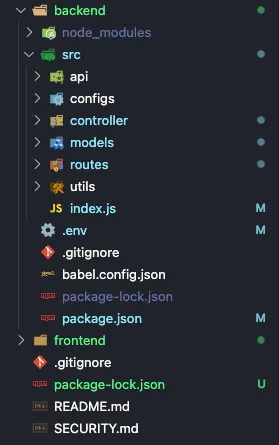 backend
node_modules
src
api
configs
controller
models
routes
utils
JS index.js M
.env M
.gitignore
babel.config.json
package-lock.json
package.json M
frontend
.gitignore
package-lock.json U
README.md
SECURITY.md